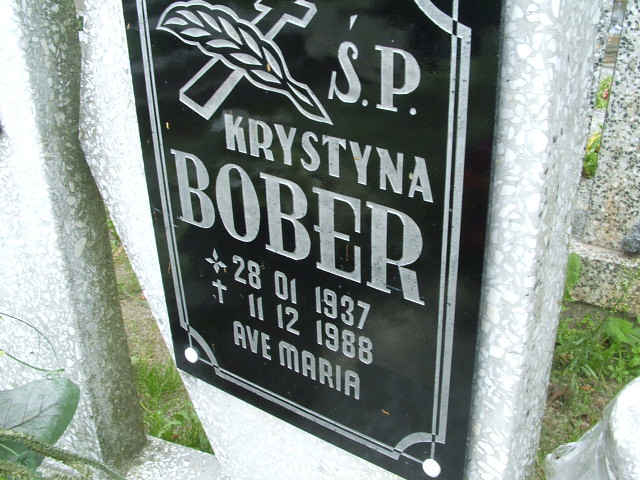 Ś.P.
KRYSTYNA
BOBER
28 01 1937
11 12 1988
AVE MARIA